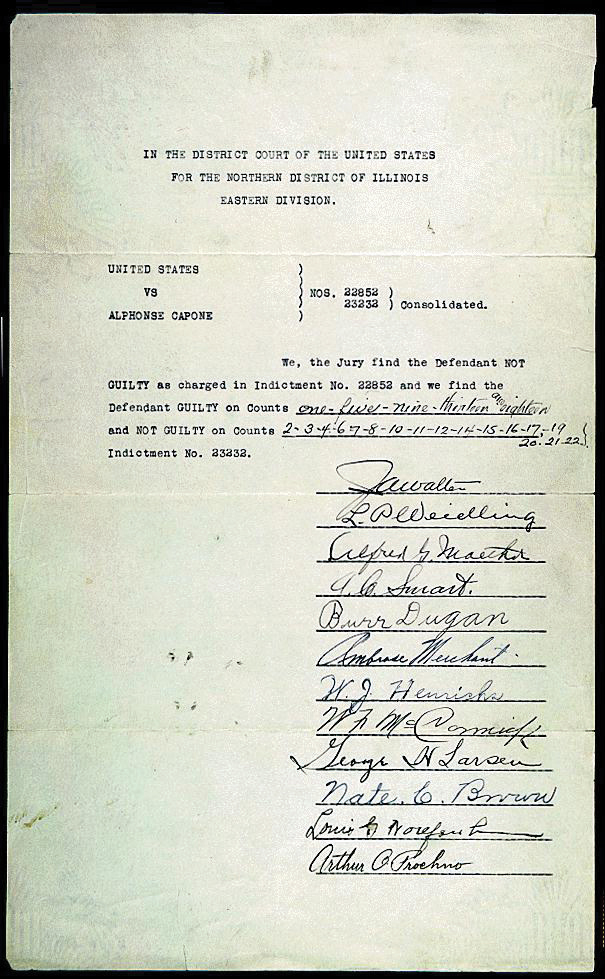 IN THE DISTRICT COURT OF THE UNITED STATES
FOR THE NORTHERN DISTRICT OF ILLINOIS
EASTERN DIVISION.
UNITED STATES )
VS ) NOS. 22852 )
23232 ) Consolidated.
ALPHONSE CAPONE )
We, the Jury find the Defendant NOT
GUILTY as charged in Indictment No. 22852 and we find the
Defendant GUILTY on Counts one-five-nine-thirteen and eighteen
and NOT GUILTY on Counts 2-3-4-6-7-8-10-11-12-14-15-16-17-19
20-21-22
Indictment No. 23232.
J A Walter
L. P. Weidling
Alfred G. Maether
A. C. Smart.
Burr Dugan
Ambrose Merchant
W. J. Henrichs
W F McCormick
George H Larsen
Nate. C. Brown
Louis G
Arthur O Prochno